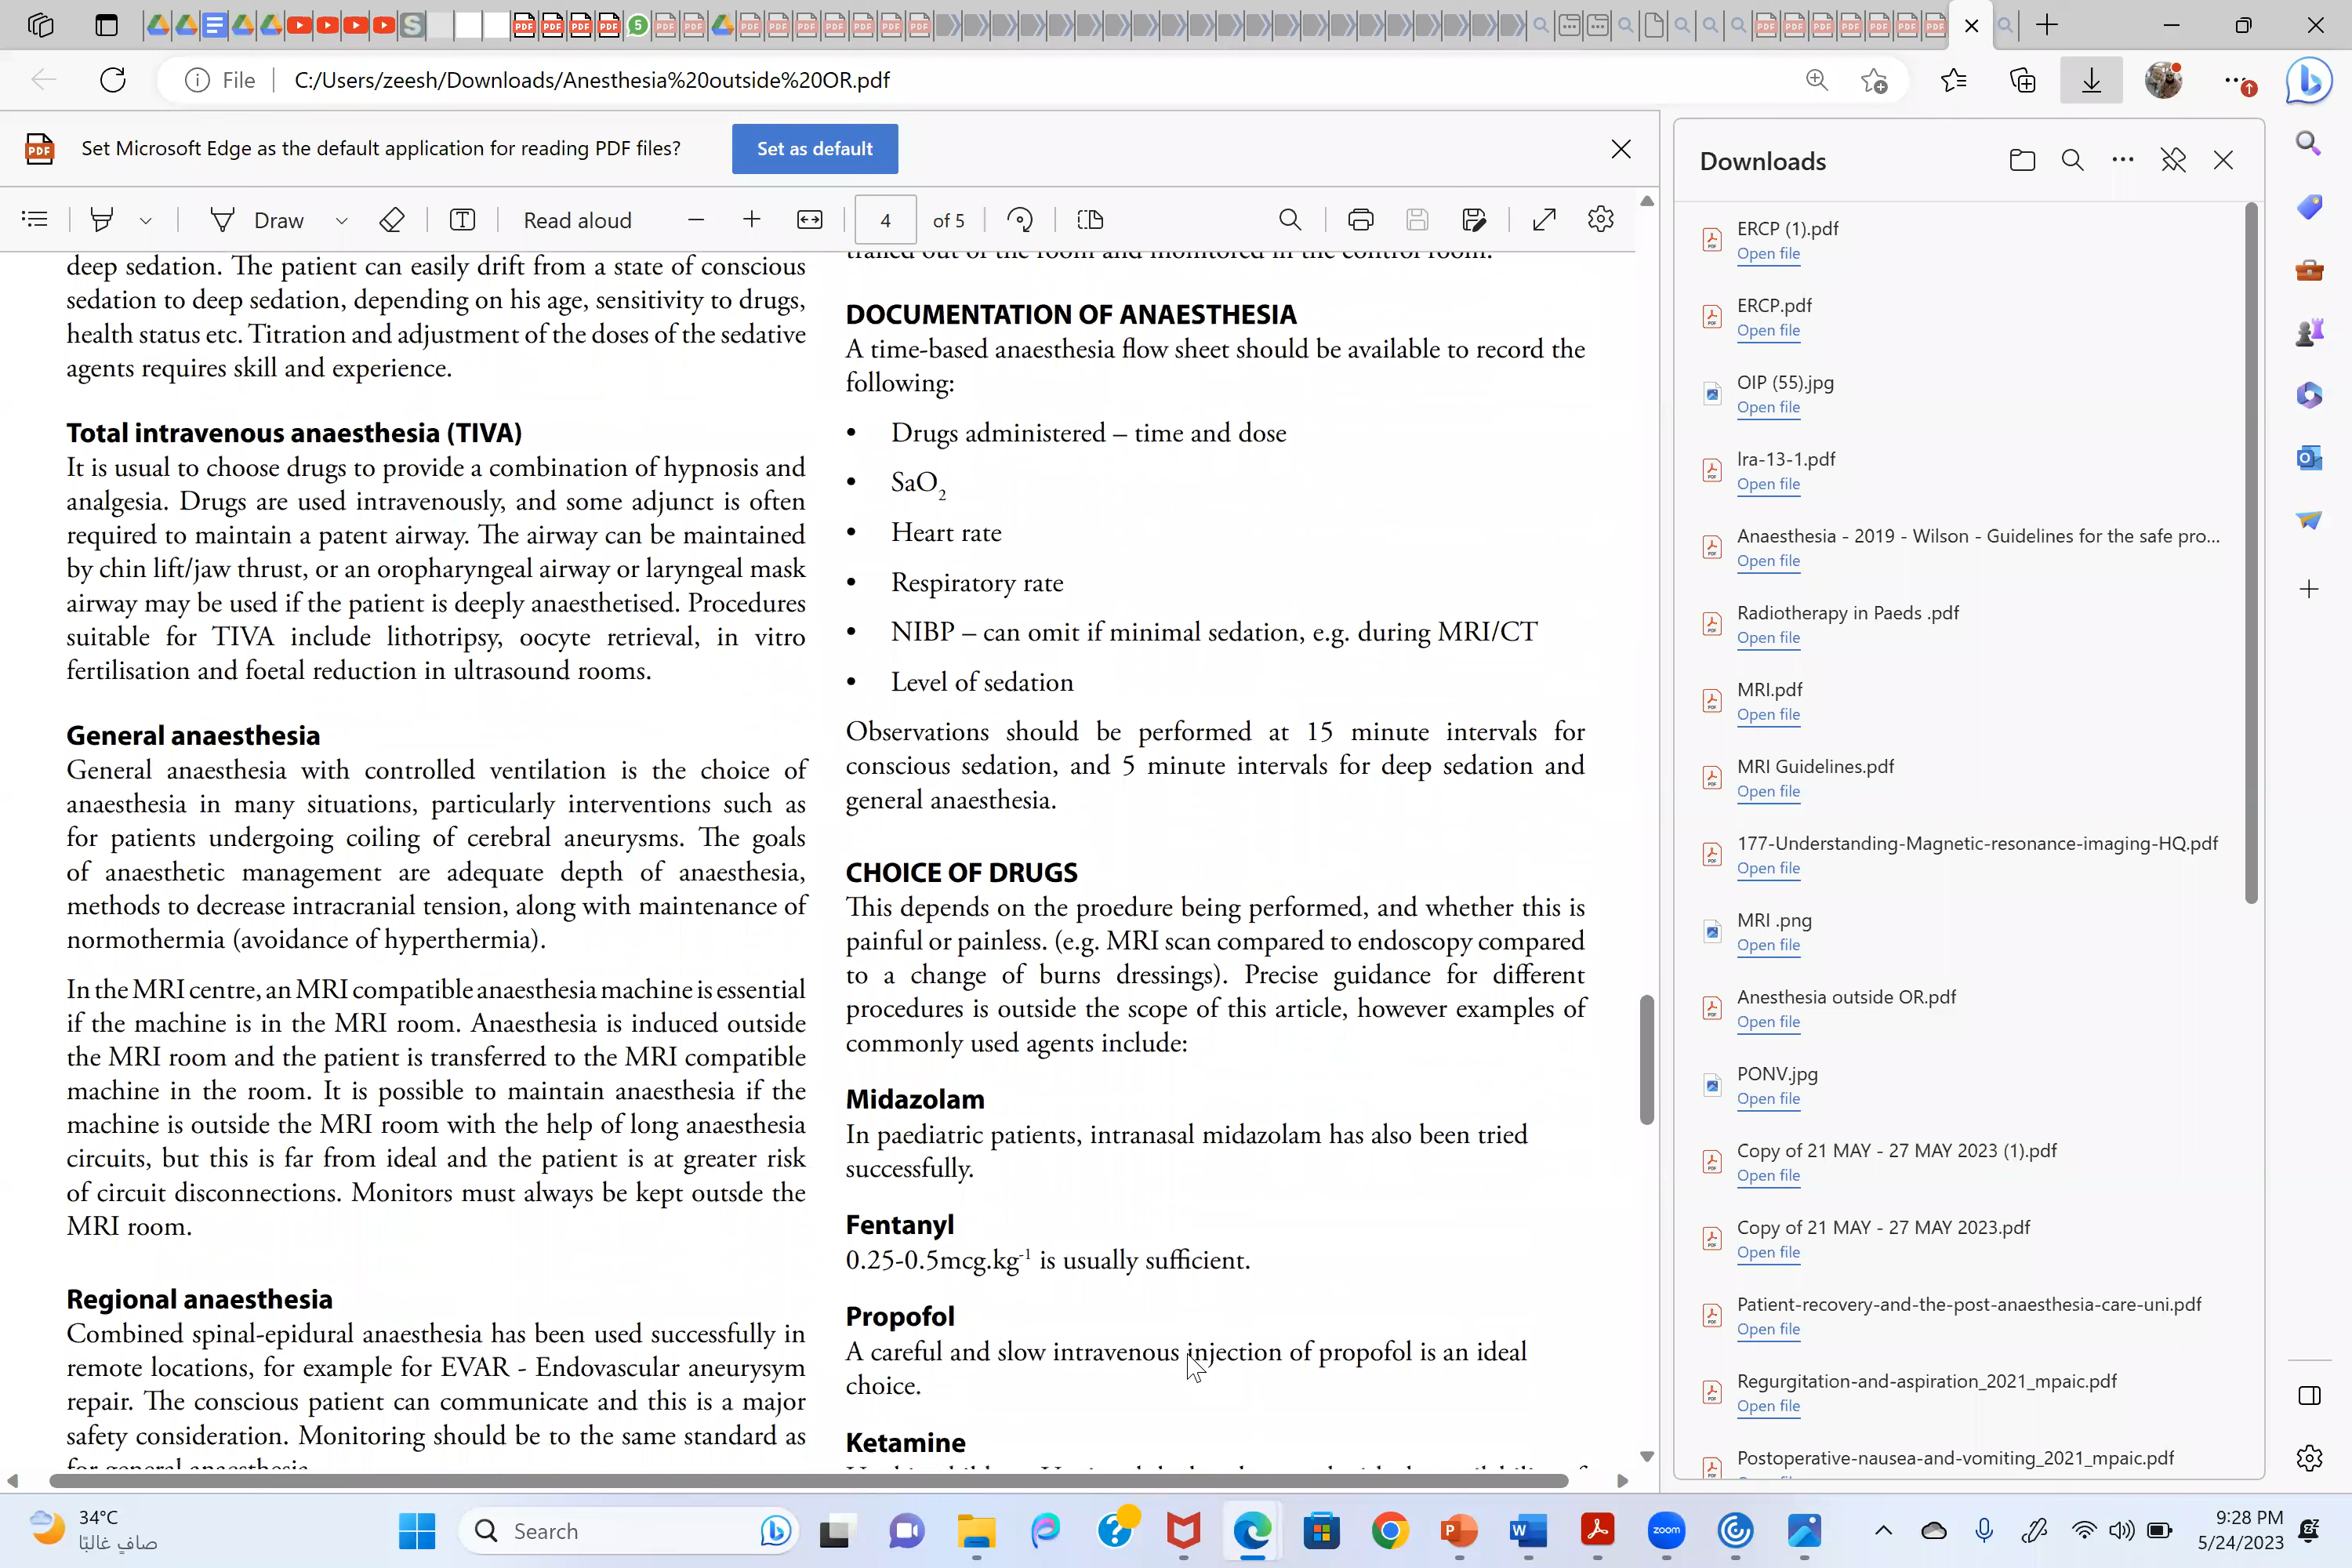 File
C:/Users/zeesh/Downloads/Anesthesia%20outside%20OR.pdf
Set Microsoft Edge as the default application for reading PDF files?
Set as default
Draw
Read aloud
4
of 5
deep sedation. The patient can easily drift from a state of conscious
sedation to deep sedation, depending on his age, sensitivity to drugs,
health status etc. Titration and adjustment of the doses of the sedative
agents requires skill and experience.
Total intravenous anaesthesia (TIVA)
It is usual to choose drugs to provide a combination of hypnosis and
analgesia. Drugs are used intravenously, and some adjunct is often
required to maintain a patent airway. The airway can be maintained
by chin lift/jaw thrust, or an oropharyngeal airway or laryngeal mask
airway may be used if the patient is deeply anaesthetised. Procedures
suitable for TIVA include lithotripsy, oocyte retrieval, in vitro
fertilisation and foetal reduction in ultrasound rooms.
General anaesthesia
General anaesthesia with controlled ventilation is the choice of
anaesthesia in many situations, particularly interventions such as
for patients undergoing coiling of cerebral aneurysms. The goals
of anaesthetic management are adequate depth of anaesthesia,
methods to decrease intracranial tension, along with maintenance of
normothermia (avoidance of hyperthermia).
In the MRI centre, an MRI compatible anaesthesia machine is essential
if the machine is in the MRI room. Anaesthesia is induced outside
the MRI room and the patient is transferred to the MRI compatible
machine in the room. It is possible to maintain anaesthesia if the
machine is outside the MRI room with the help of long anaesthesia
circuits, but this is far from ideal and the patient is at greater risk
of circuit disconnections. Monitors must always be kept outsde the
MRI room.
Regional anaesthesia
Combined spinal-epidural anaesthesia has been used successfully in
remote locations, for example for EVAR - Endovascular aneurysym
repair. The conscious patient can communicate and this is a major
safety consideration. Monitoring should be to the same standard as
for general anaesthesia.
trailed out of the room and monitored in the control room.
DOCUMENTATION OF ANAESTHESIA
A time-based anaesthesia flow sheet should be available to record the
following:
• Drugs administered – time and dose
• SaO2
• Heart rate
• Respiratory rate
• NIBP – can omit if minimal sedation, e.g. during MRI/CT
• Level of sedation
Observations should be performed at 15 minute intervals for
conscious sedation, and 5 minute intervals for deep sedation and
general anaesthesia.
CHOICE OF DRUGS
This depends on the proedure being performed, and whether this is
painful or painless. (e.g. MRI scan compared to endoscopy compared
to a change of burns dressings). Precise guidance for different
procedures is outside the scope of this article, however examples of
commonly used agents include:
Midazolam
In paediatric patients, intranasal midazolam has also been tried
successfully.
Fentanyl
0.25-0.5mcg.kg-1 is usually sufficient.
Propofol
A careful and slow intravenous injection of propofol is an ideal
choice.
Ketamine
Downloads
ERCP (1).pdf
Open file
ERCP.pdf
Open file
OIP (55).jpg
Open file
Ira-13-1.pdf
Open file
Anaesthesia - 2019 - Wilson - Guidelines for the safe pro...
Open file
Radiotherapy in Paeds .pdf
Open file
MRI.pdf
Open file
MRI Guidelines.pdf
Open file
177-Understanding-Magnetic-resonance-imaging-HQ.pdf
Open file
MRI .png
Open file
Anesthesia outside OR.pdf
Open file
PONV.jpg
Open file
Copy of 21 MAY - 27 MAY 2023 (1).pdf
Open file
Copy of 21 MAY - 27 MAY 2023.pdf
Open file
Patient-recovery-and-the-post-anaesthesia-care-uni.pdf
Open file
Regurgitation-and-aspiration_2021_mpaic.pdf
Open file
Postoperative-nausea-and-vomiting_2021_mpaic.pdf
34°C
صافٍ غالبًا
Search
zoom
9:28 PM
5/24/2023